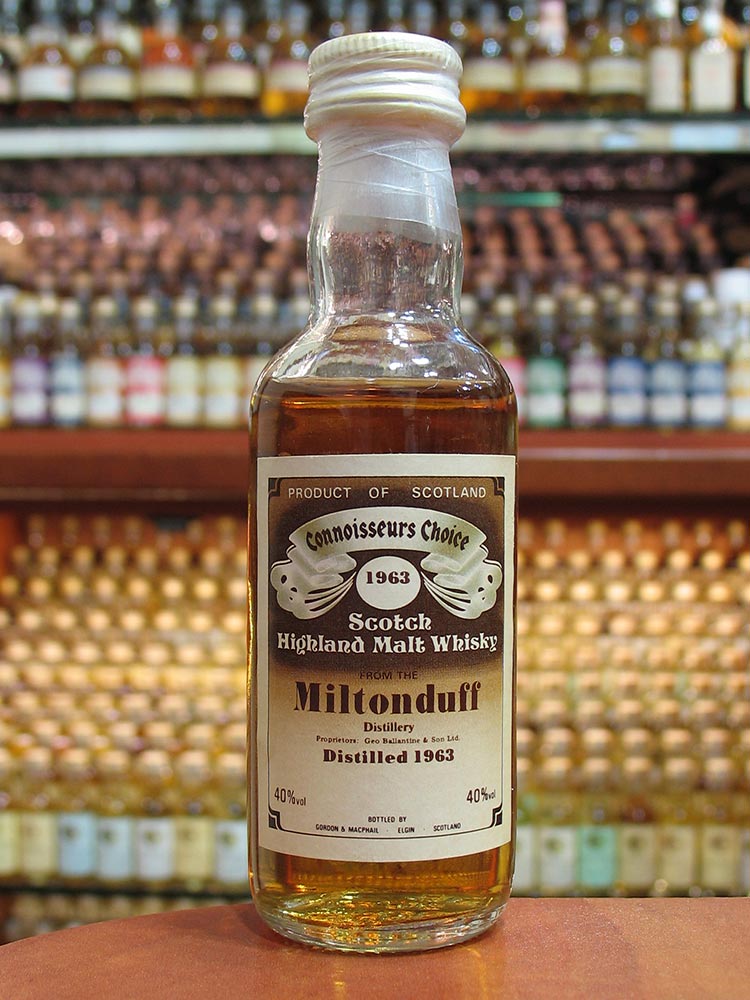 PRODUCT OF SCOTLAND
Connoisseurs Choice
1963
Scotch
Highland Malt Whisky
FROM THE
Miltonduff
Distillery
Proprietors: Geo Ballantine & Son Ltd.
Distilled 1963
40%vol 40%vol
BOTTLED BY
GORDON & MACPHAIL · ELGIN · SCOTLAND